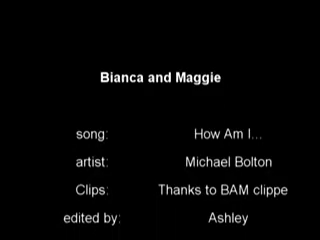 Bianca and Maggie
song: How Am I...
artist: Michael Bolton
Clips: Thanks to BAM clippe
edited by: Ashley